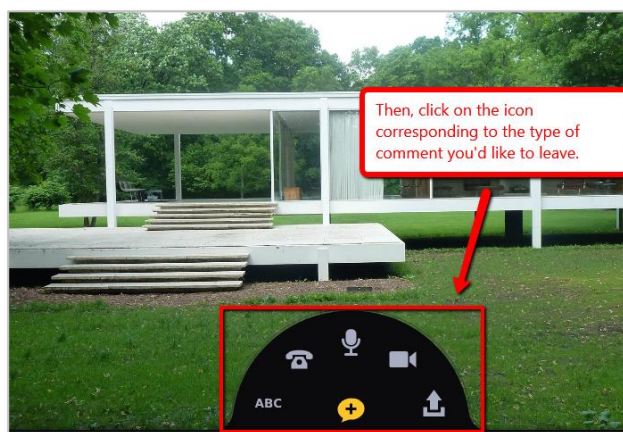 Then, click on the icon
corresponding to the type of
comment you'd like to leave.
ABC